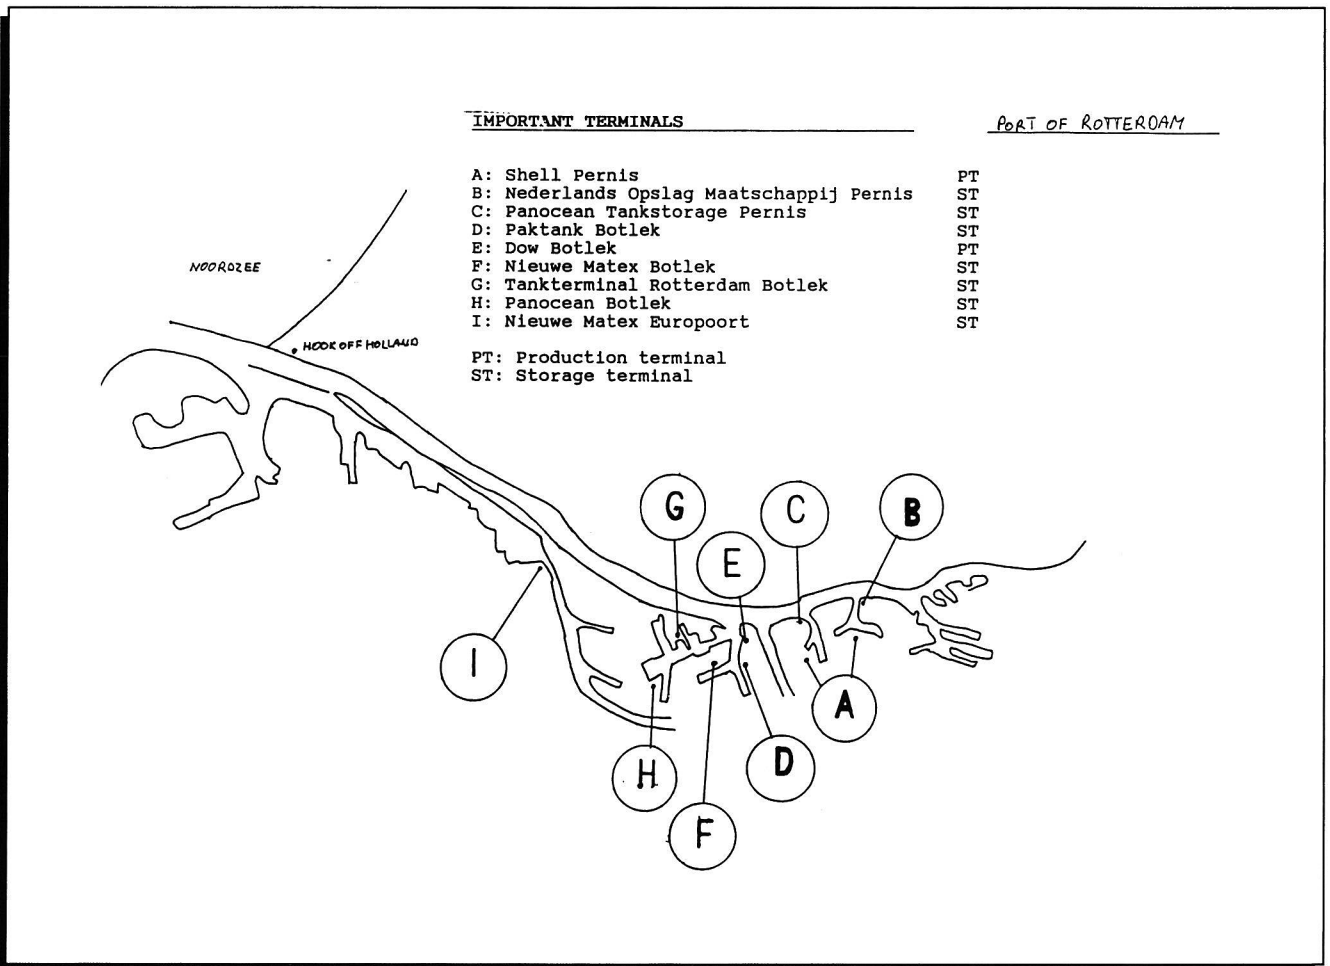 IMPORTANT TERMINALS
PORT OF ROTTERDAM
A: Shell Pernis PT
B: Nederlands Opslag Maatschappij Pernis ST
C: Panocean Tankstorage Pernis ST
D: Paktank Botlek ST
E: Dow Botlek PT
F: Nieuwe Matex Botlek ST
G: Tankterminal Rotterdam Botlek ST
H: Panocean Botlek ST
I: Nieuwe Matex Europoort ST
PT: Production terminal
ST: Storage terminal
NOORDZEE
HOOK OFF HOLLAND
G
C
B
E
I
A
H
D
F